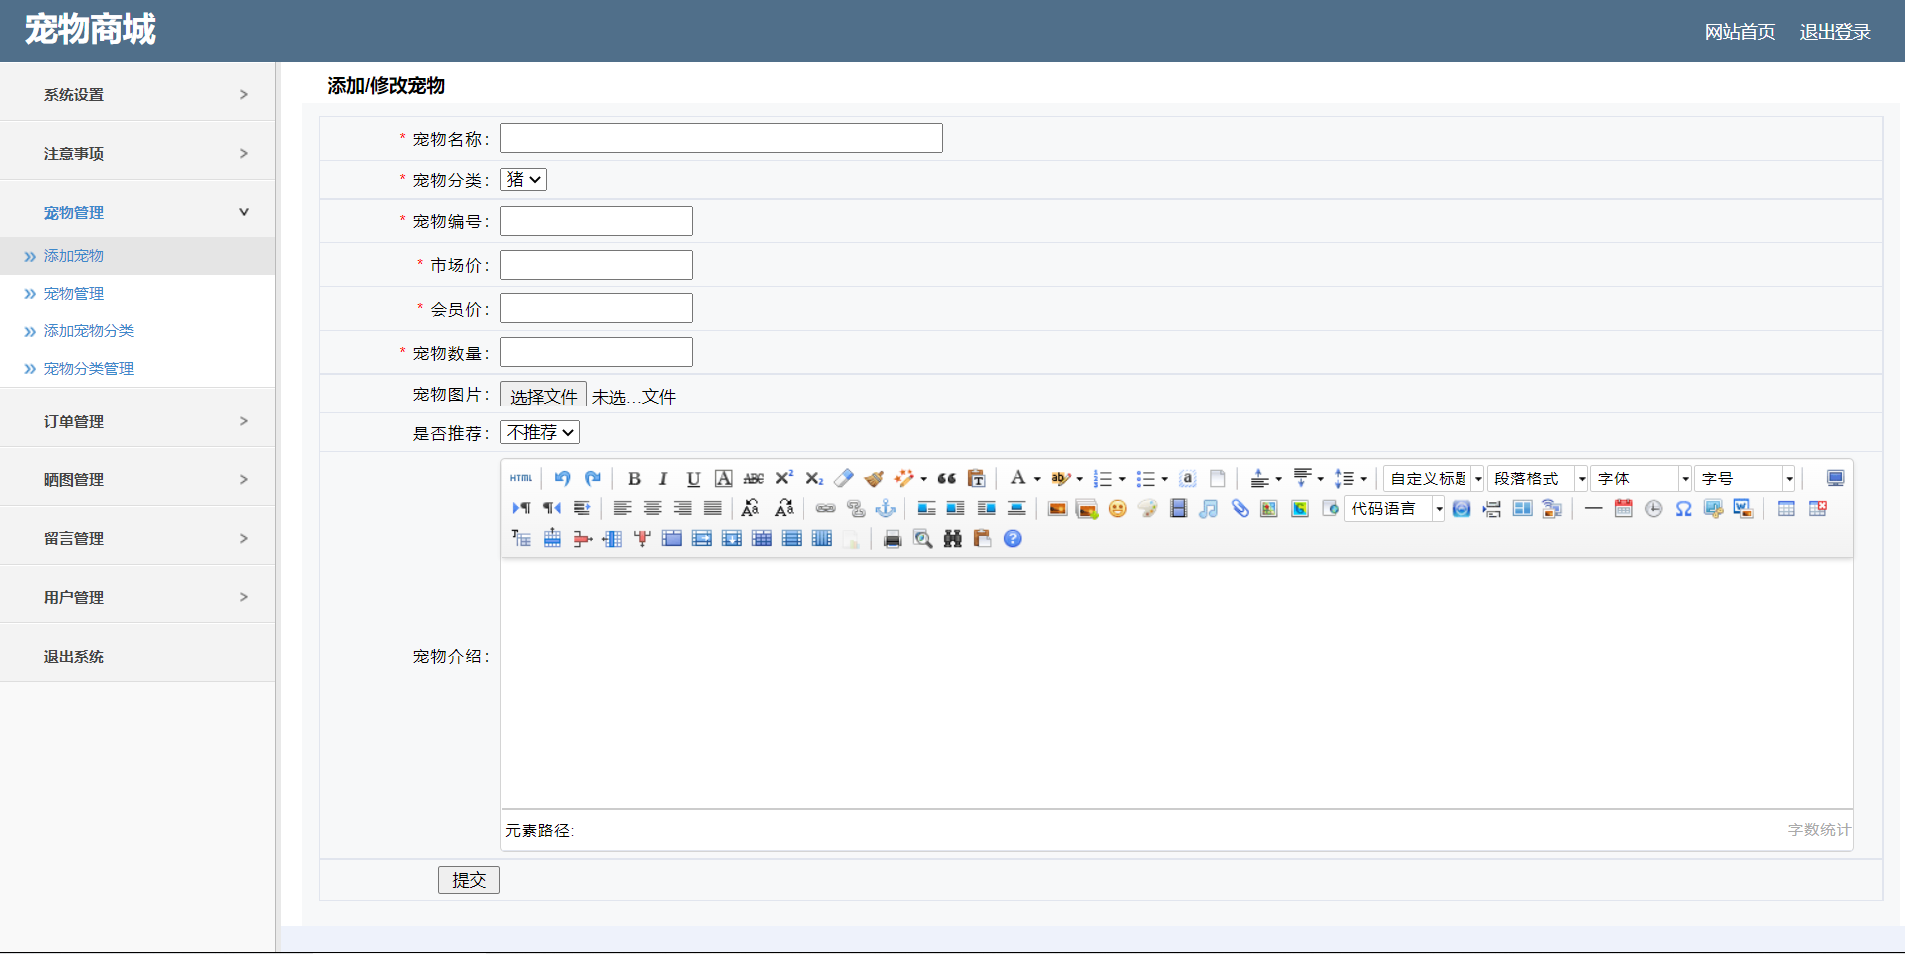 宠物商城
网站首页 退出登录
系统设置 >
注意事项 >
宠物管理
» 添加宠物
» 宠物管理
» 添加宠物分类
» 宠物分类管理
订单管理 >
晒图管理 >
留言管理 >
用户管理 >
退出系统
添加/修改宠物
* 宠物名称：
* 宠物分类： 猪
* 宠物编号：
* 市场价：
* 会员价：
* 宠物数量：
宠物图片： 选择文件 未选...文件
是否推荐： 不推荐
宠物介绍：
HTML B I U A ABC X² X₂ A ab a 自定义标题 段落格式 字体 字号
代码语言
元素路径:
字数统计
提交